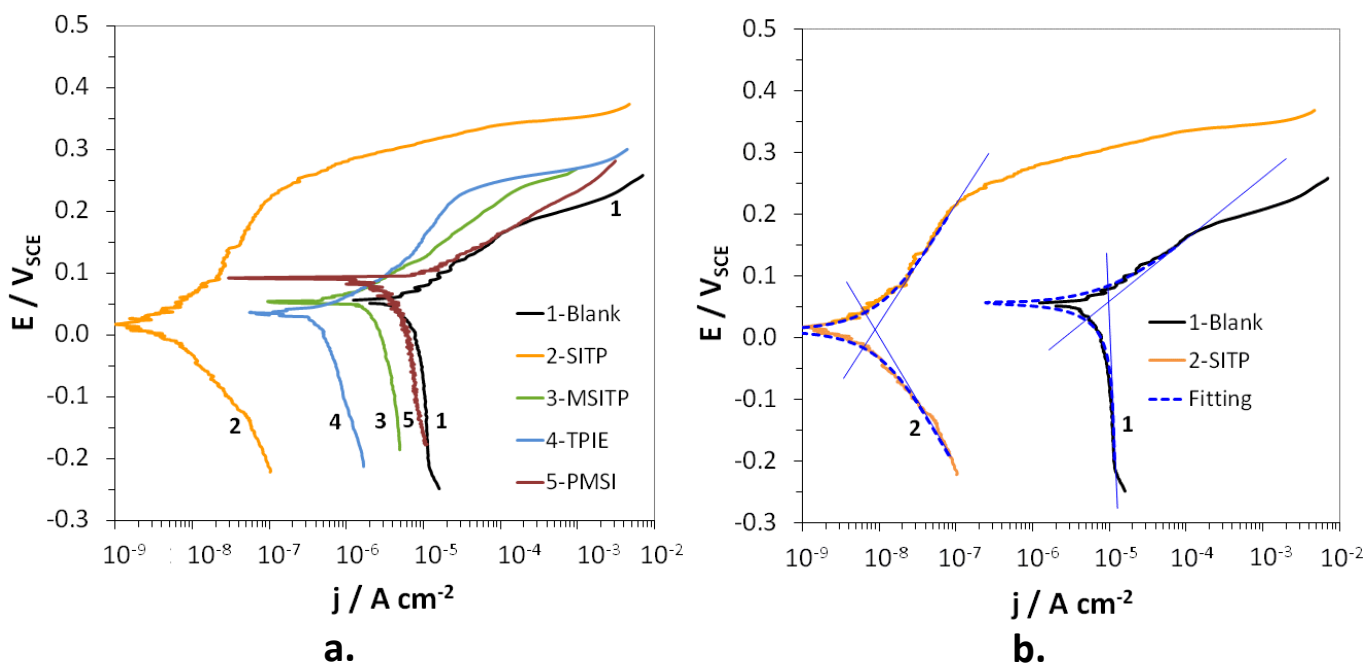 0.5
0.4
0.3
0.2
0.1
0.0
-0.1
-0.2
-0.3
E / V_SCE
10^-9
10^-7
10^-6
10^-5
10^-4
10^-3
10^-2
j / A cm^-2
1
2
4
3
5
1
1-Blank
2-SITP
3-MSITP
4-TPIE
5-PMSI
a.
0.5
0.4
0.3
0.2
0.1
0.0
-0.1
-0.2
-0.3
E / V_SCE
10^-9
10^-8
10^-7
10^-6
10^-5
10^-4
10^-3
10^-2
j / A cm^-2
2
1
1-Blank
2-SITP
Fitting
b.